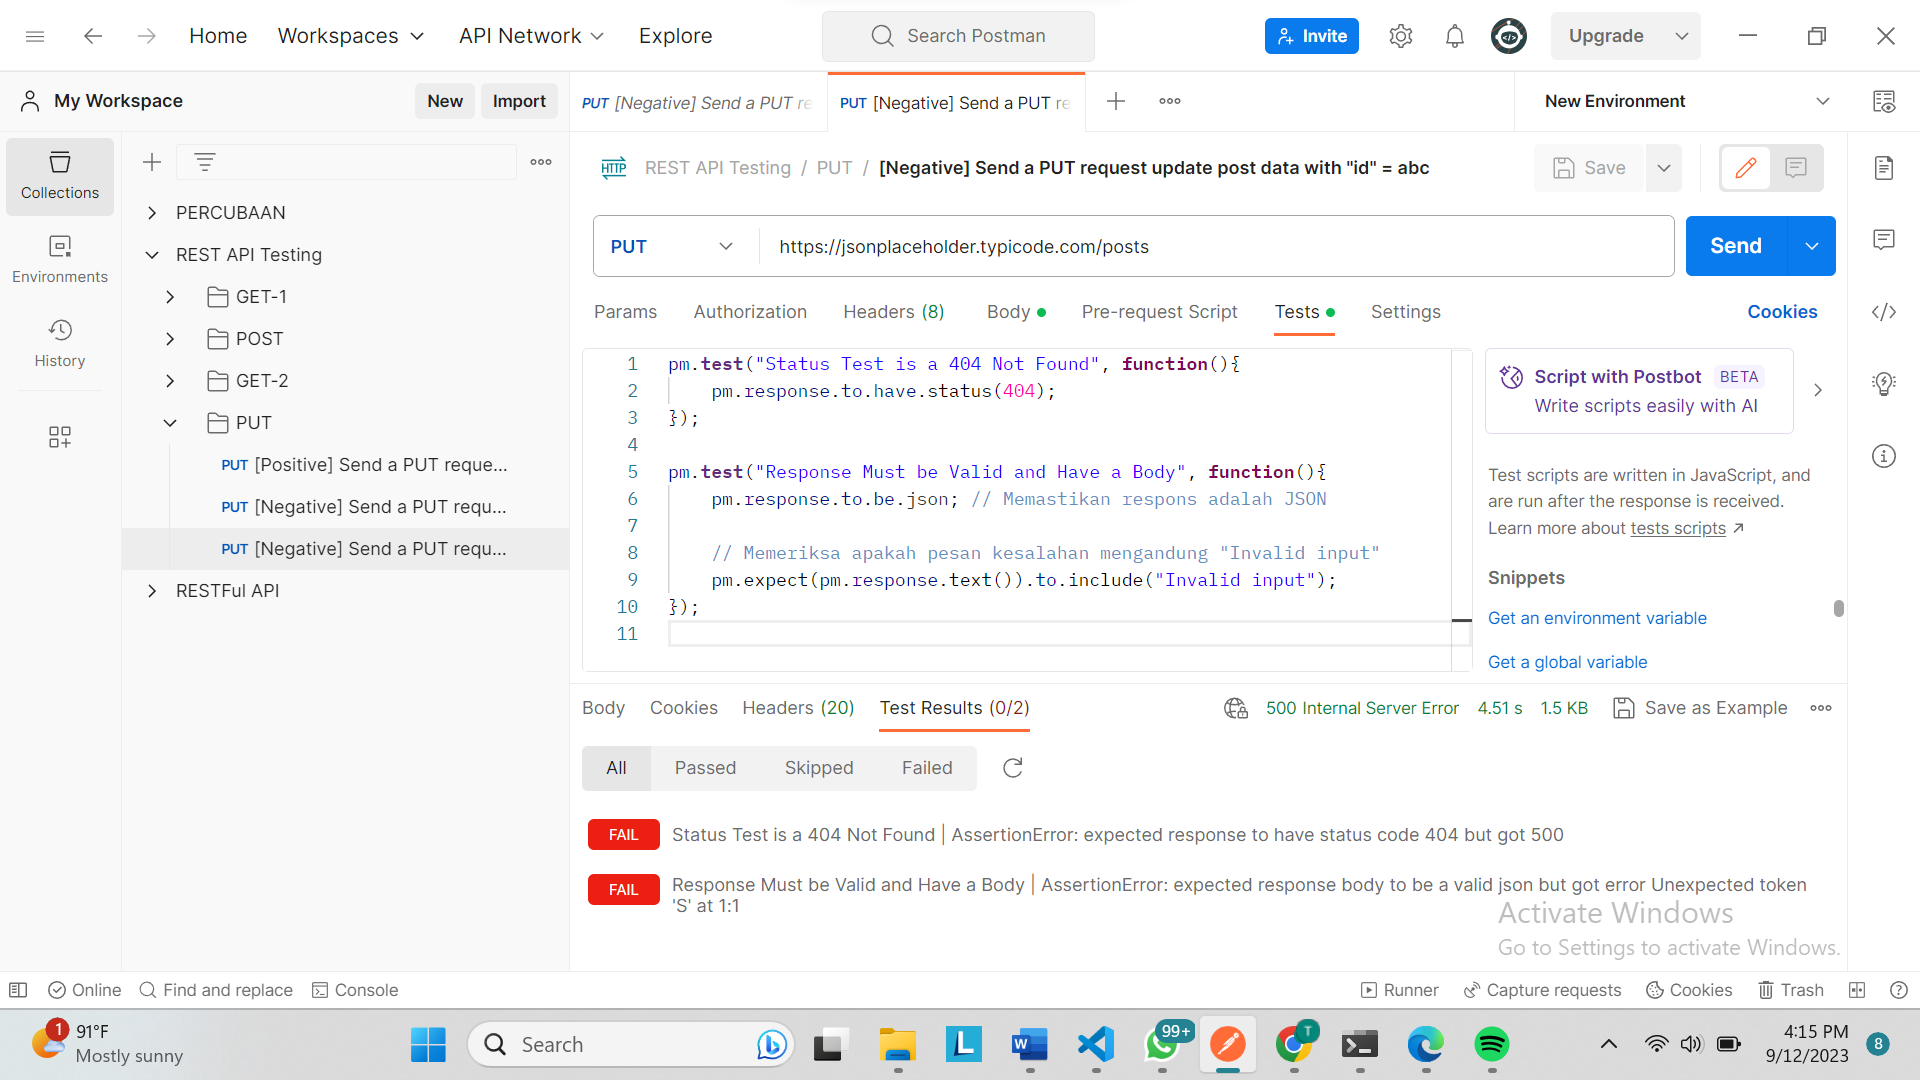 Home Workspaces API Network Explore Search Postman Invite Upgrade
My Workspace New Import PUT [Negative] Send a PUT re PUT [Negative] Send a PUT re New Environment
Collections
Environments
History
PERCUBAAN
REST API Testing
GET-1
POST
GET-2
PUT
PUT [Positive] Send a PUT reque...
PUT [Negative] Send a PUT requ...
PUT [Negative] Send a PUT requ...
RESTFul API
HTTP REST API Testing / PUT / [Negative] Send a PUT request update post data with "id" = abc Save
PUT https://jsonplaceholder.typicode.com/posts Send
Params Authorization Headers (8) Body Pre-request Script Tests Settings Cookies
1 pm.test("Status Test is a 404 Not Found", function(){
2 pm.response.to.have.status(404);
3 });
4
5 pm.test("Response Must be Valid and Have a Body", function(){
6 pm.response.to.be.json; // Memastikan respons adalah JSON
7
8 // Memeriksa apakah pesan kesalahan mengandung "Invalid input"
9 pm.expect(pm.response.text()).to.include("Invalid input");
10 });
11
Script with Postbot BETA
Write scripts easily with AI
Test scripts are written in JavaScript, and
are run after the response is received.
Learn more about tests scripts ↗
Snippets
Get an environment variable
Get a global variable
Body Cookies Headers (20) Test Results (0/2) 500 Internal Server Error 4.51 s 1.5 KB Save as Example
All Passed Skipped Failed
FAIL Status Test is a 404 Not Found | AssertionError: expected response to have status code 404 but got 500
FAIL Response Must be Valid and Have a Body | AssertionError: expected response body to be a valid json but got error Unexpected token
'S' at 1:1
Activate Windows
Go to Settings to activate Windows.
Online Find and replace Console Runner Capture requests Cookies Trash
1 91°F
Mostly sunny
Search
L
W
99+
T
4:15 PM
9/12/2023
8